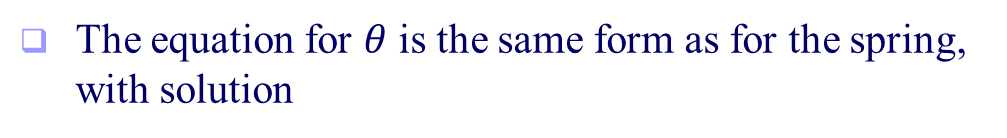 The equation for θ is the same form as for the spring,
with solution